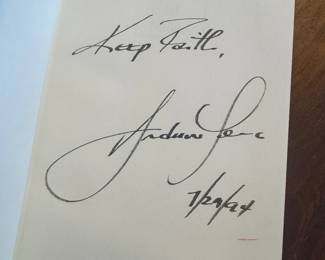 Keep Faith,
Andrew
7/29/94